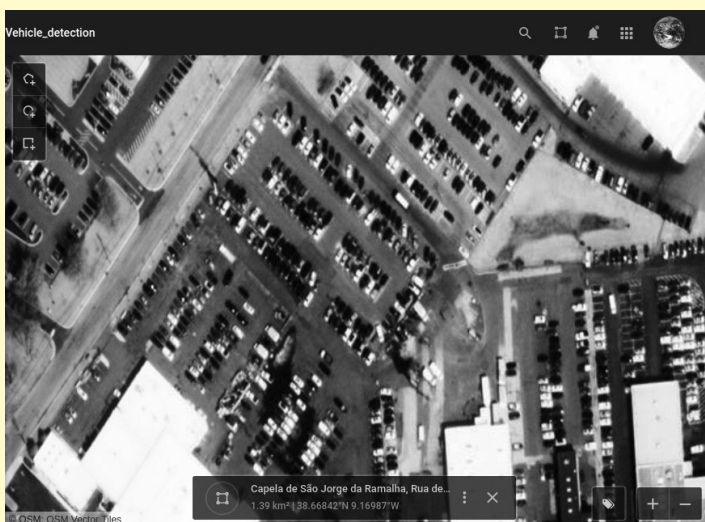 Vehicle_detection
Capela de São Jorge da Ramalha, Rua de...
1.39 km² | 38.66842°N 9.16987°W
© OSM; OSM Vector Tiles